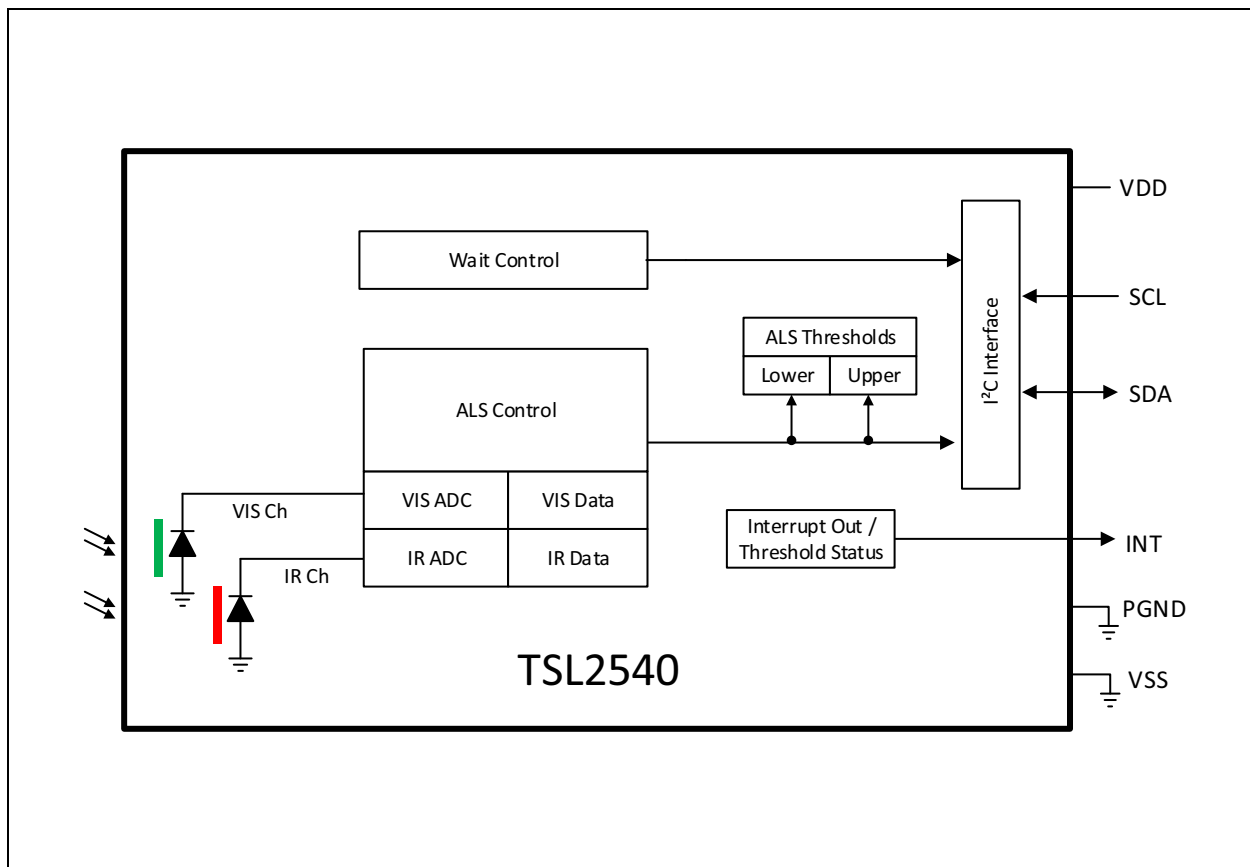 VDD
Wait Control
SCL
I²C Interface
ALS Thresholds
Lower Upper
SDA
ALS Control
VIS Ch
VIS ADC VIS Data
Interrupt Out /
Threshold Status
INT
IR Ch
IR ADC IR Data
PGND
TSL2540
VSS